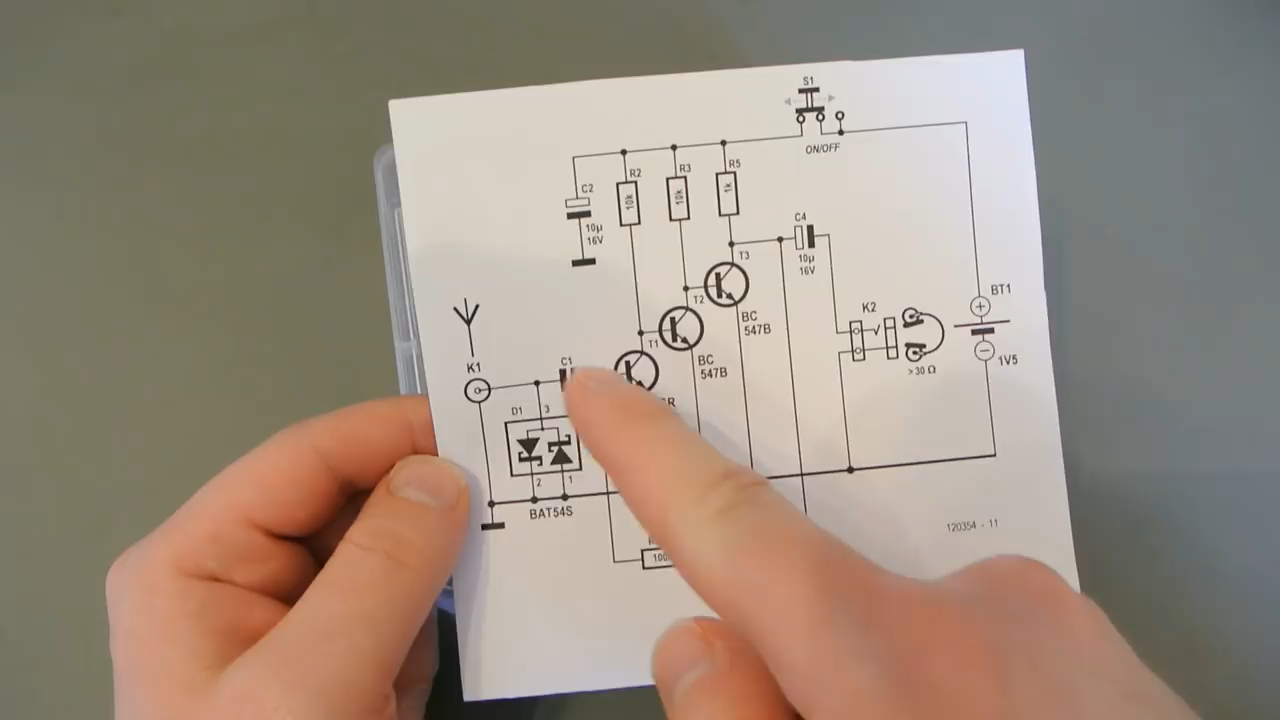 S1
ON/OFF
R2
10k
R3
10k
R5
1k
C2
10µ
16V
C4
10µ
16V
T3
BC
547B
T2
BC
547B
T1
K1
C1
D1
3
2
1
BAT54S
K2
>30 Ω
BT1
1V5
120354 - 11